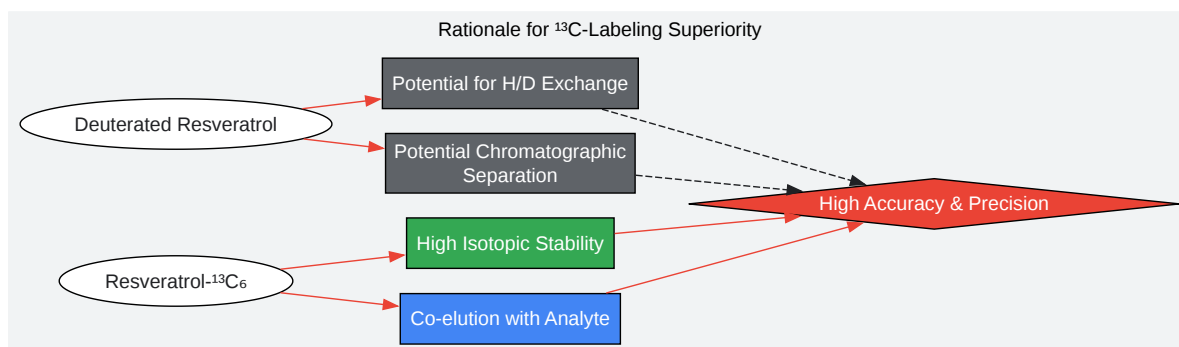 Rationale for ¹³C-Labeling Superiority
Potential for H/D Exchange
Deuterated Resveratrol
Potential Chromatographic
Separation
High Accuracy & Precision
High Isotopic Stability
Resveratrol-¹³C₆
Co-elution with Analyte